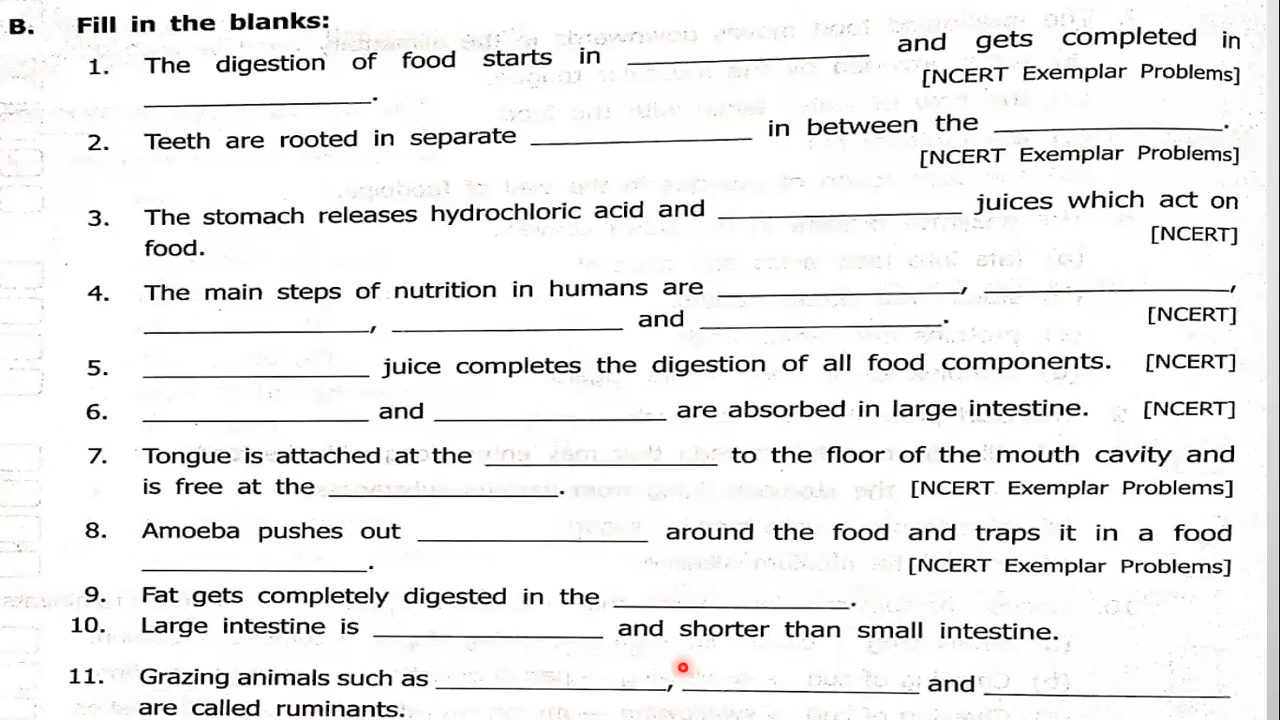 B. Fill in the blanks:
1. The digestion of food starts in ____________ and gets completed in
____________. [NCERT Exemplar Problems]
2. Teeth are rooted in separate ____________ in between the ____________.
[NCERT Exemplar Problems]
3. The stomach releases hydrochloric acid and ____________ juices which act on
food. [NCERT]
4. The main steps of nutrition in humans are ____________, ____________,
____________, ____________ and ____________. [NCERT]
5. ____________ juice completes the digestion of all food components. [NCERT]
6. ____________ and ____________ are absorbed in large intestine. [NCERT]
7. Tongue is attached at the ____________ to the floor of the mouth cavity and
is free at the ____________. [NCERT Exemplar Problems]
8. Amoeba pushes out ____________ around the food and traps it in a food
____________. [NCERT Exemplar Problems]
9. Fat gets completely digested in the ____________.
10. Large intestine is ____________ and shorter than small intestine.
11. Grazing animals such as ____________, ____________ and ____________
are called ruminants.